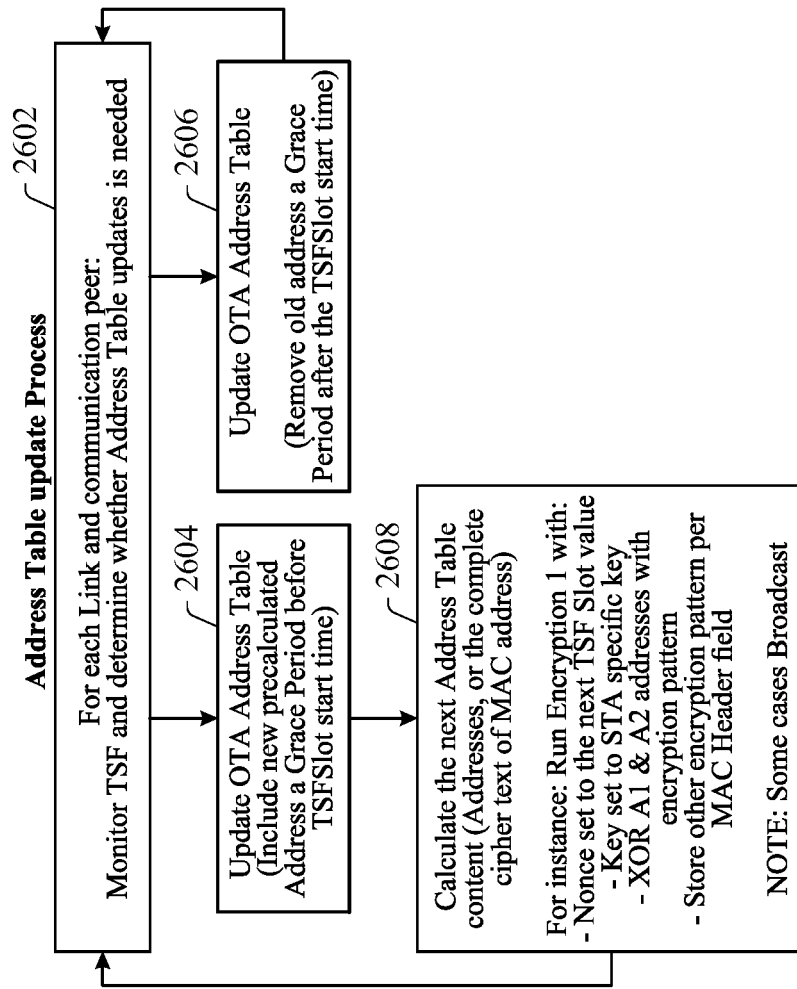 Address Table update Process
2602
For each Link and communication peer:
Monitor TSF and determine whether Address Table updates is needed
2604
Update OTA Address Table
(Include new precalculated
Address a Grace Period before
TSFSlot start time)
2606
Update OTA Address Table
(Remove old address a Grace
Period after the TSFSlot start time)
2608
Calculate the next Address Table
content (Addresses, or the complete
cipher text of MAC address)
For instance: Run Encryption 1 with:
- Nonce set to the next TSF Slot value
- Key set to STA specific key
- XOR A1 & A2 addresses with
encryption pattern
- Store other encryption pattern per
MAC Header field
NOTE: Some cases Broadcast